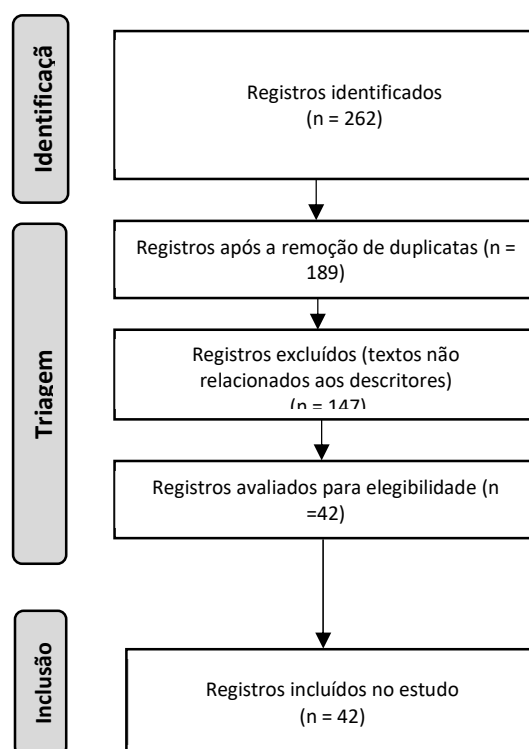 Identificaçã
Registros identificados
(n = 262)
Triagem
Registros após a remoção de duplicatas (n =
189)
Registros excluídos (textos não
relacionados aos descritores)
(n = 147)
Registros avaliados para elegibilidade (n
=42)
Inclusão
Registros incluídos no estudo
(n = 42)